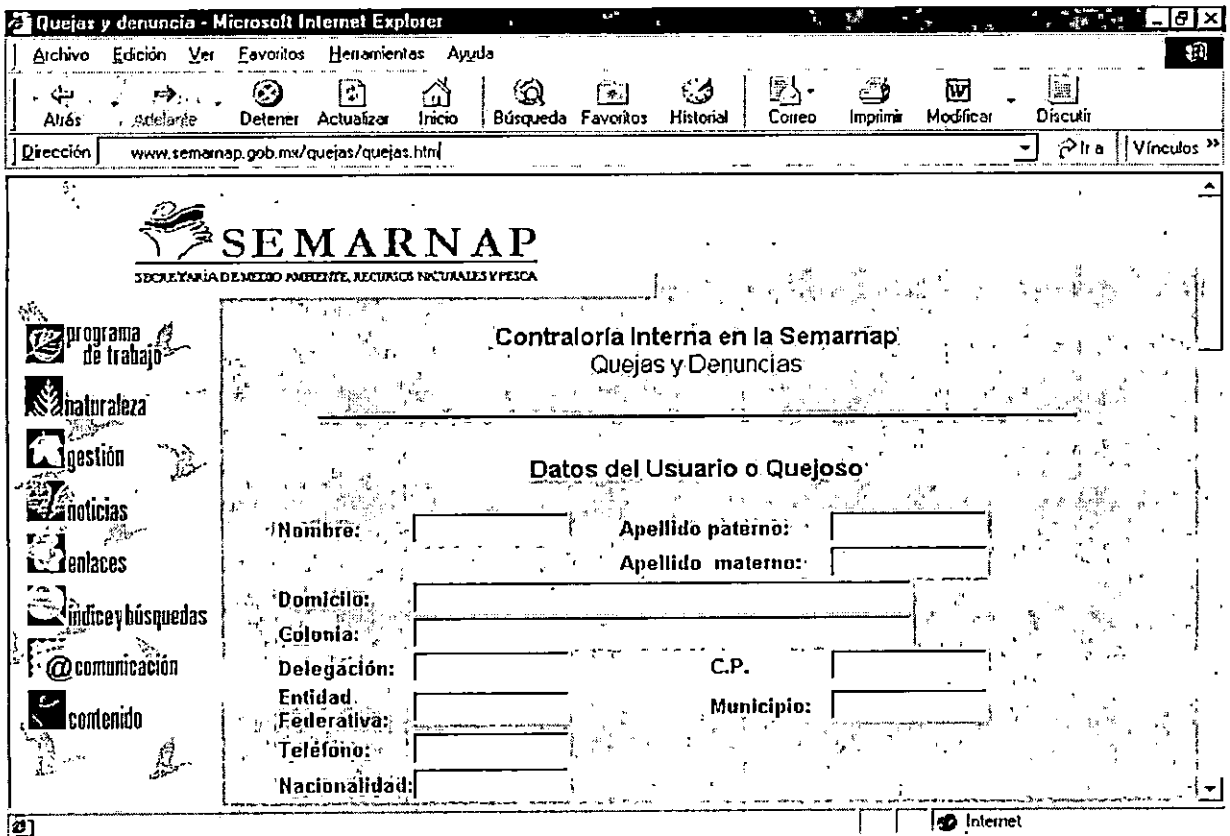 Quejas y denuncia - Microsoft Internet Explorer
Archivo Edición Ver Favoritos Herramientas Ayuda
Atrás Adelante Detener Actualizar Inicio Búsqueda Favoritos Historial Correo Imprimir Modificar Discutir
Dirección www.semarnap.gob.mx/quejas/quejas.htm Ir a Vínculos »
SEMARNAP
SECRETARÍA DE MEDIO AMBIENTE, RECURSOS NATURALES Y PESCA
programa
de trabajo
naturaleza
gestión
noticias
enlaces
índice y búsquedas
@ comunicación
contenido
Contraloría Interna en la Semarnap
Quejas y Denuncias
Datos del Usuario o Quejoso
Nombre: Apellido paterno:
Apellido materno:
Domicilo:
Colonia:
Delegación: C.P.
Entidad
Federativa: Municipio:
Teléfono:
Nacionalidad:
Internet